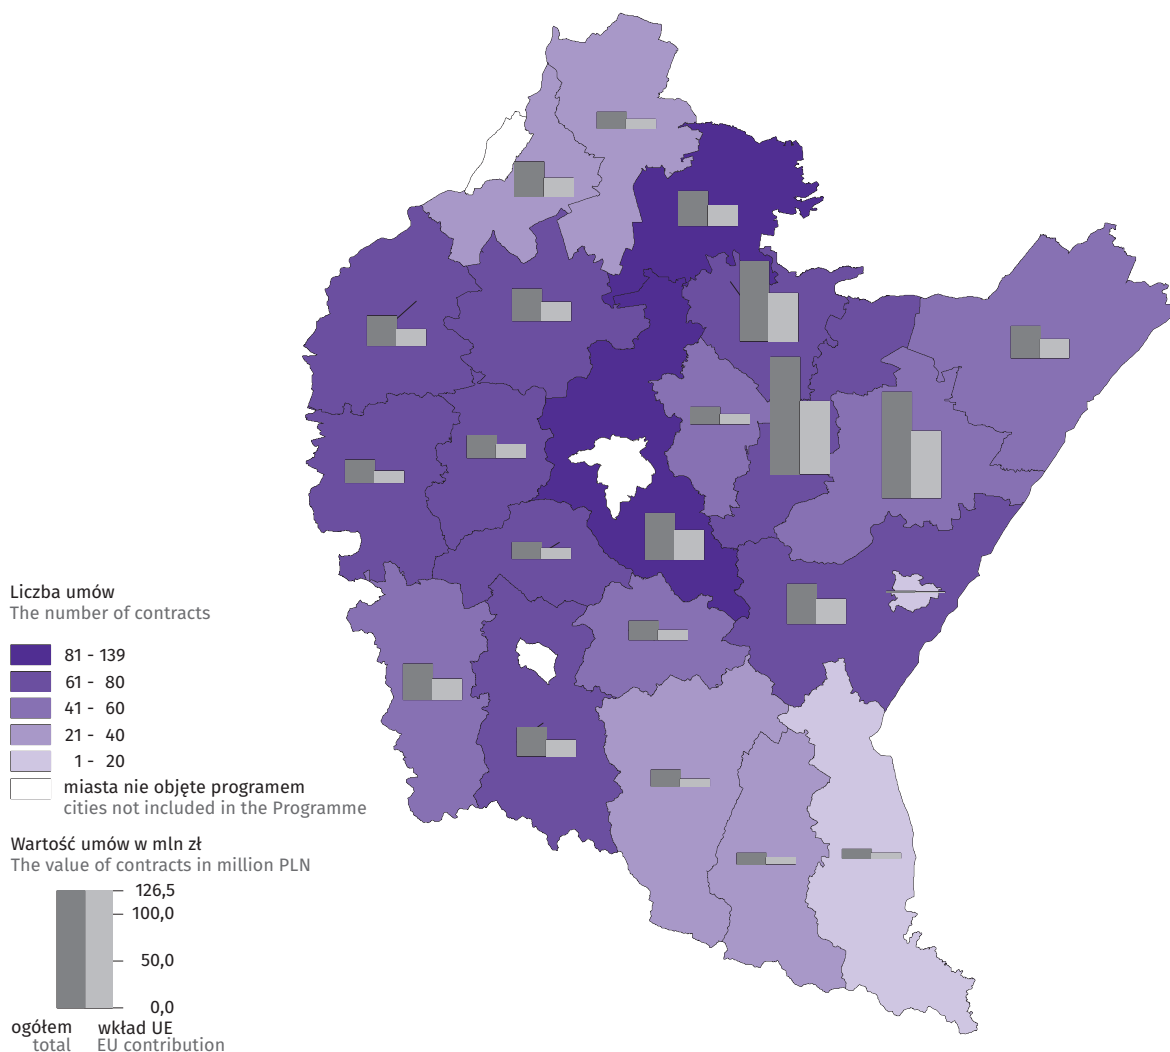 Liczba umów
The number of contracts
81 - 139
61 - 80
41 - 60
21 - 40
1 - 20
miasta nie objęte programem
cities not included in the Programme
Wartość umów w mln zł
The value of contracts in million PLN
126,5
100,0
50,0
0,0
ogółem wkład UE
total EU contribution